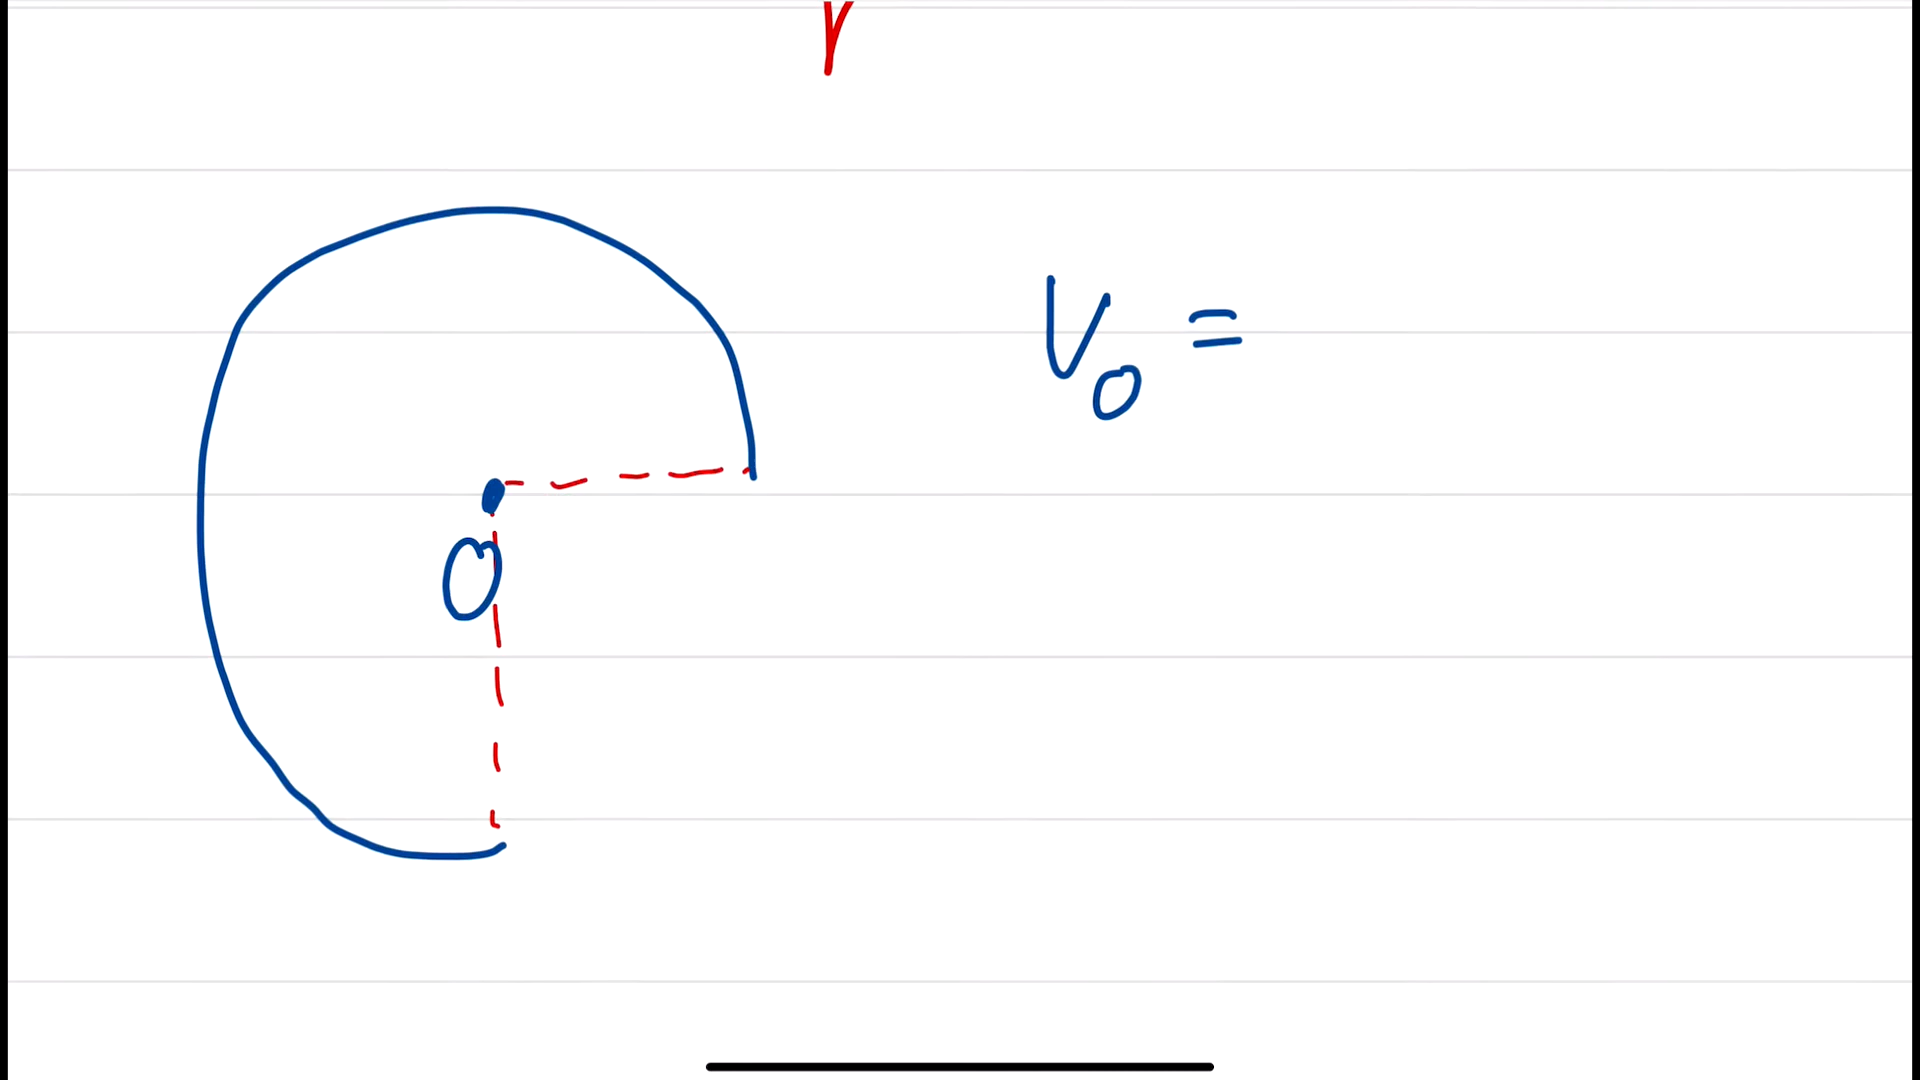 V₀ =
O